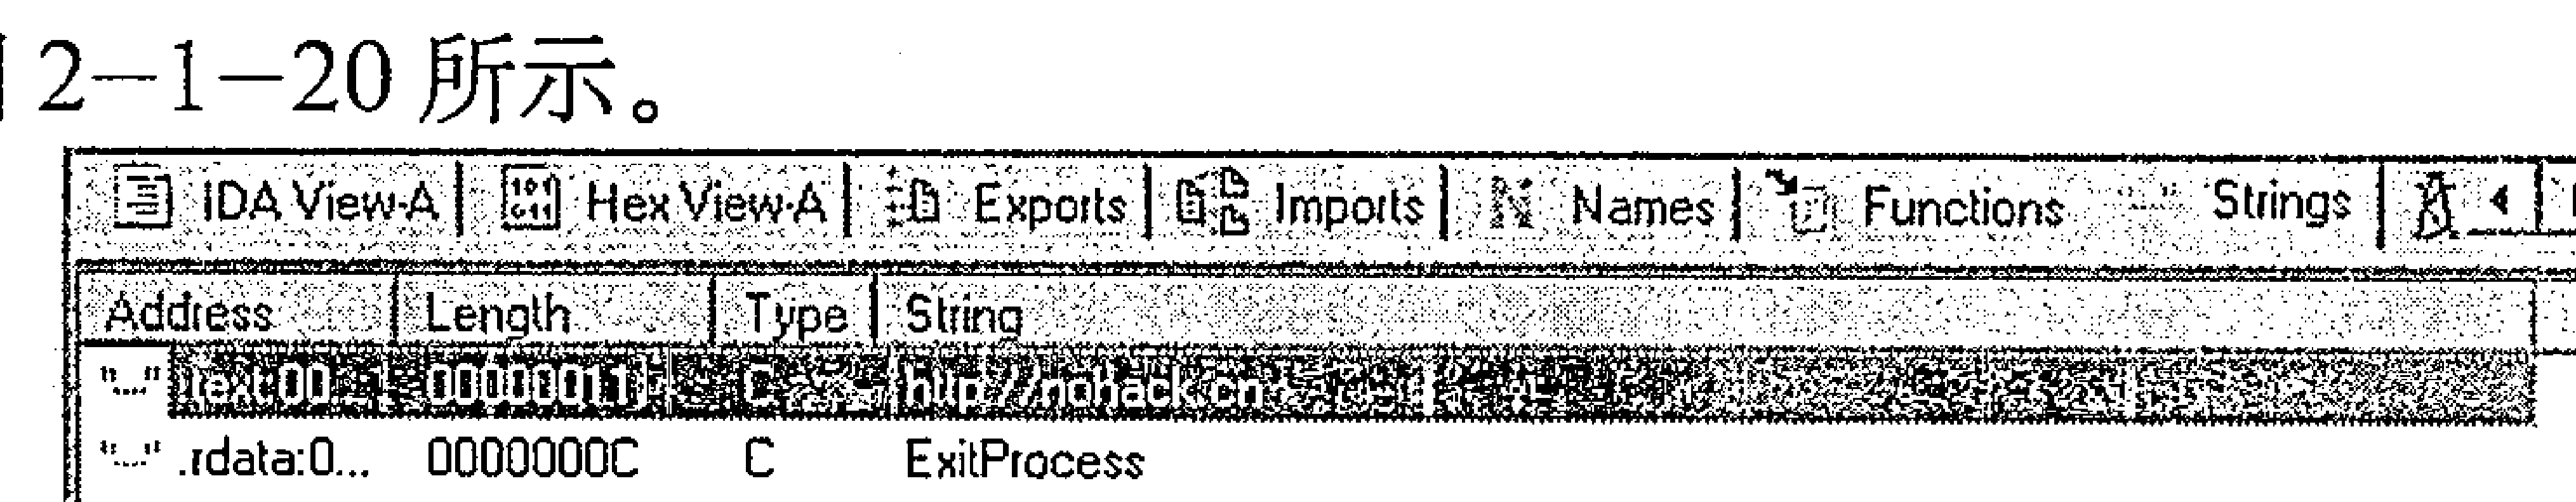 2-1-20 所示。
IDA View-A Hex View-A Exports Imports Names Functions Strings
Address Length Type String
00000011 C http://nohack.cn
.rdata:0... 0000000C C ExitProcess